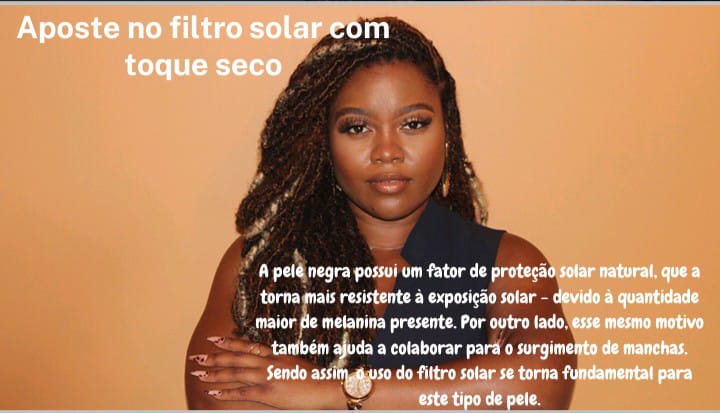 Aposte no filtro solar com
toque seco
A pele negra possui um fator de proteção solar natural, que a
torna mais resistente à exposição solar - devido à quantidade
maior de melanina presente. Por outro lado, esse mesmo motivo
também ajuda a colaborar para o surgimento de manchas.
Sendo assim, o uso do filtro solar se torna fundamental para
este tipo de pele.